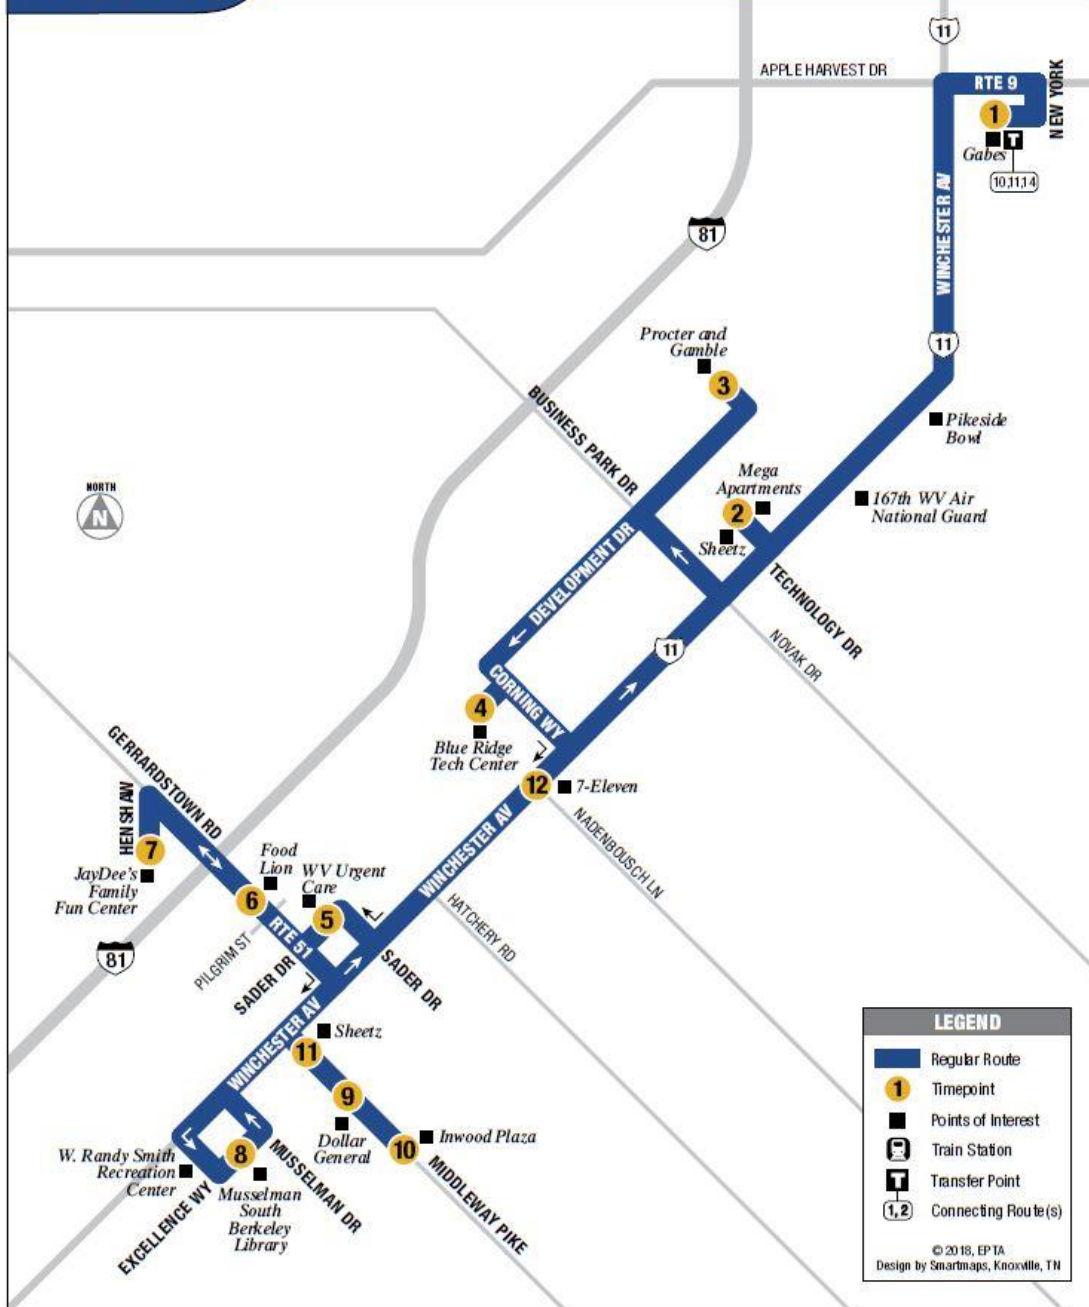 11
APPLE HARVEST DR
RTE 9
NEW YORK
1
Gabes
T
10,11,14
WINCHESTER AV
81
11
Procter and
Gamble
3
Pikeside
Bowl
BUSINESS PARK DR
Mega
Apartments
2
Sheetz
167th WV Air
National Guard
NORTH
N
DEVELOPMENT DR
TECHNOLOGY DR
11
NOVAK DR
CORNING WY
4
Blue Ridge
Tech Center
12
7-Eleven
NADENBOUSCH LN
GERRARDSTOWN RD
HENSHAW
7
JayDee's
Family
Fun Center
Food
Lion
WV Urgent
Care
6
5
RTE 51
WINCHESTER AV
HATCHERY RD
81
PILGRIM ST
SADER DR
SADER DR
WINCHESTER AV
Sheetz
11
9
Dollar
General
10
Inwood Plaza
MIDDLEWAY PIKE
W. Randy Smith
Recreation
Center
8
MUSSELMAN DR
EXCELLENCE WY
Musselman
South
Berkeley
Library
LEGEND
Regular Route
1 Timepoint
Points of Interest
Train Station
T Transfer Point
1, 2 Connecting Route(s)
© 2018, EPTA
Design by Smartmaps, Knoxville, TN